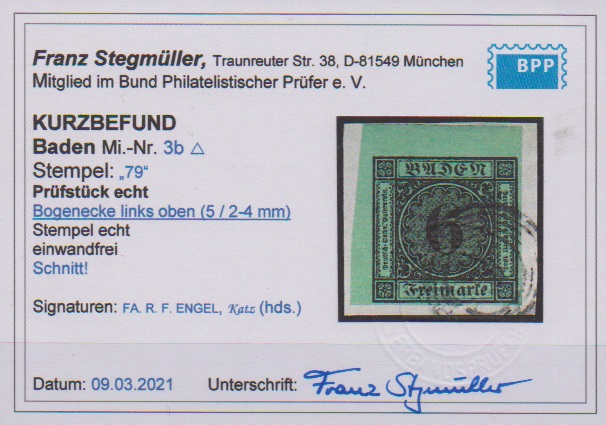 Franz Stegmüller, Traunreuter Str. 38, D-81549 München
Mitglied im Bund Philatelistischer Prüfer e. V.
BPP
KURZBEFUND
Baden Mi.-Nr. 3b △
Stempel: „79“
Prüfstück echt
Bogenecke links oben (5 / 2-4 mm)
Stempel echt
einwandfrei
Schnitt!
Signaturen: FA. R. F. ENGEL, Katz (hds.)
BADEN
6
Freimarke
Datum: 09.03.2021 Unterschrift: Franz Stegmüller